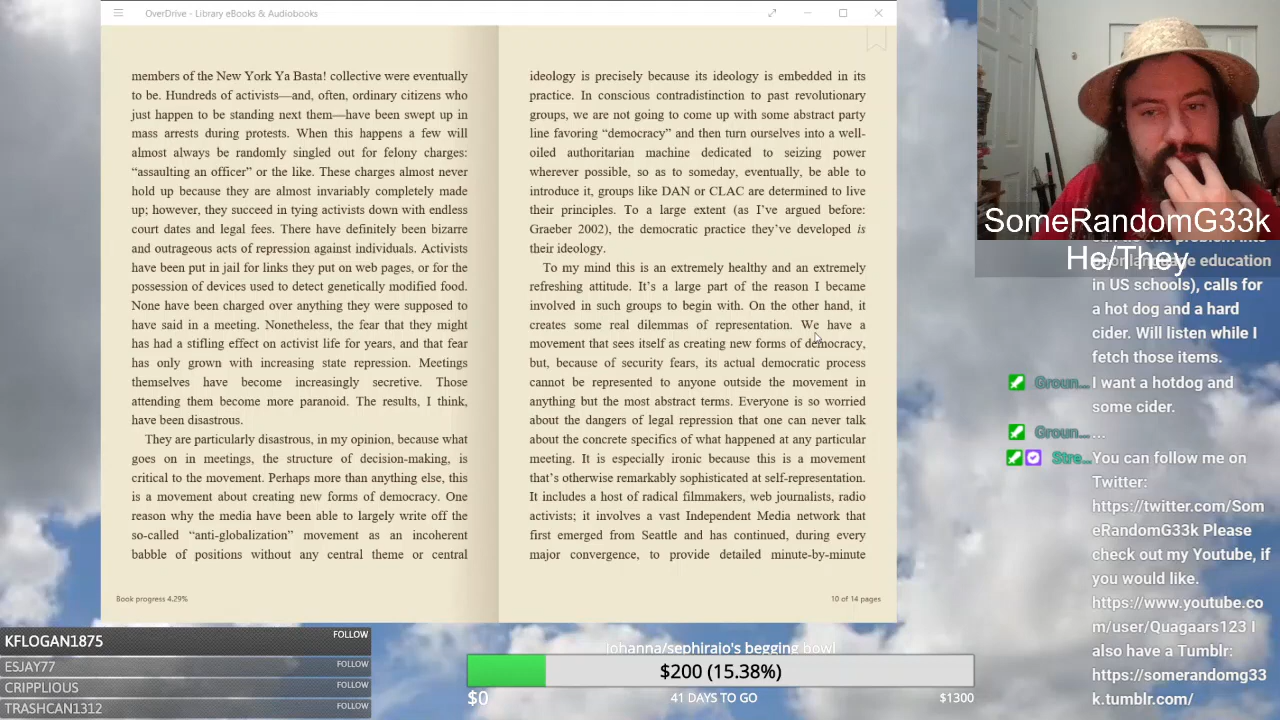 OverDrive - Library eBooks & Audiobooks
members of the New York Ya Basta! collective were eventually
to be. Hundreds of activists—and, often, ordinary citizens who
just happen to be standing next them—have been swept up in
mass arrests during protests. When this happens a few will
almost always be randomly singled out for felony charges:
“assaulting an officer” or the like. These charges almost never
hold up because they are almost invariably completely made
up; however, they succeed in tying activists down with endless
court dates and legal fees. There have definitely been bizarre
and outrageous acts of repression against individuals. Activists
have been put in jail for links they put on web pages, or for the
possession of devices used to detect genetically modified food.
None have been charged over anything they were supposed to
have said in a meeting. Nonetheless, the fear that they might
has had a stifling effect on activist life for years, and that fear
has only grown with increasing state repression. Meetings
themselves have become increasingly secretive. Those
attending them become more paranoid. The results, I think,
have been disastrous.
They are particularly disastrous, in my opinion, because what
goes on in meetings, the structure of decision-making, is
critical to the movement. Perhaps more than anything else, this
is a movement about creating new forms of democracy. One
reason why the media have been able to largely write off the
so-called “anti-globalization” movement as an incoherent
babble of positions without any central theme or central
Book progress 4.29%
ideology is precisely because its ideology is embedded in its
practice. In conscious contradistinction to past revolutionary
groups, we are not going to come up with some abstract party
line favoring “democracy” and then turn ourselves into a well-
oiled authoritarian machine dedicated to seizing power
wherever possible, so as to someday, eventually, be able to
introduce it, groups like DAN or CLAC are determined to live
their principles. To a large extent (as I’ve argued before:
Graeber 2002), the democratic practice they’ve developed is
their ideology.
To my mind this is an extremely healthy and an extremely
refreshing attitude. It’s a large part of the reason I became
involved in such groups to begin with. On the other hand, it
creates some real dilemmas of representation. We have a
movement that sees itself as creating new forms of democracy,
but, because of security fears, its actual democratic process
cannot be represented to anyone outside the movement in
anything but the most abstract terms. Everyone is so worried
about the dangers of legal repression that one can never talk
about the concrete specifics of what happened at any particular
meeting. It is especially ironic because this is a movement
that’s otherwise remarkably sophisticated at self-representation.
It includes a host of radical filmmakers, web journalists, radio
activists; it involves a vast Independent Media network that
first emerged from Seattle and has continued, during every
major convergence, to provide detailed minute-by-minute
10 of 14 pages
SomeRandomG33k
He/They
language education
in US schools), calls for
a hot dog and a hard
cider. Will listen while I
fetch those items.
Groun... I want a hotdog and
some cider.
Groun... ...
Stre... You can follow me on
Twitter:
https://twitter.com/Som
eRandomG33k Please
check out my Youtube, if
you would like.
https://www.youtube.co
m/user/Quagaars123 I
also have a Tumblr:
https://somerandomg33
k.tumblr.com/
KFLOGAN1875 FOLLOW
ESJAY77 FOLLOW
CRIPPLIOUS FOLLOW
TRASHCAN1312 FOLLOW
Johanna/sephiraio's begging bowl
$200 (15.38%)
$0 41 DAYS TO GO $1300